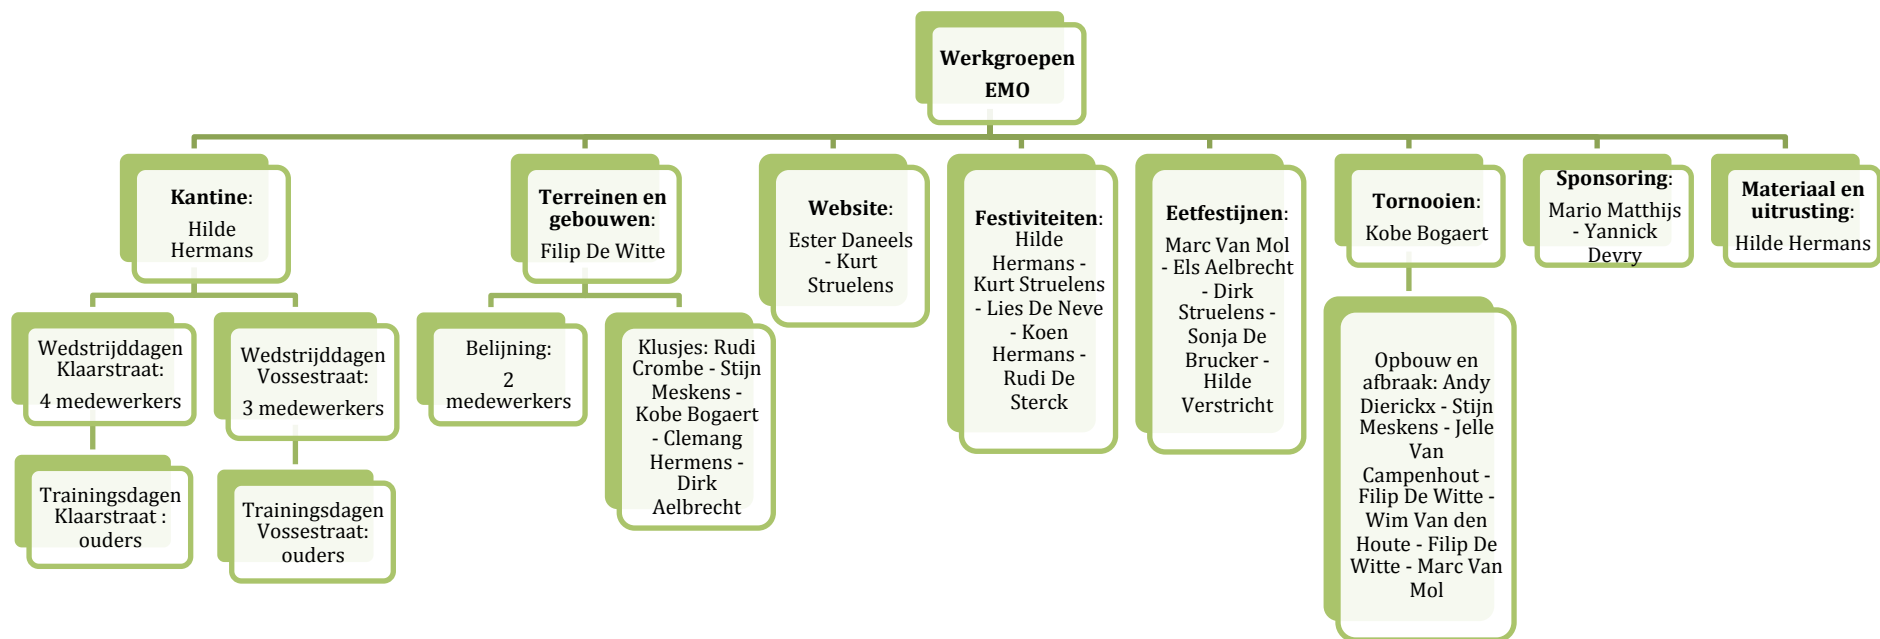 Werkgroepen
EMO
Kantine:
Hilde
Hermans
Wedstrijddagen
Klaarstraat:
4 medewerkers
Trainingsdagen
Klaarstraat :
ouders
Wedstrijddagen
Vossestraat:
3 medewerkers
Trainingsdagen
Vossestraat:
ouders
Terreinen en
gebouwen:
Filip De Witte
Belijning:
2
medewerkers
Klusjes: Rudi
Crombe - Stijn
Meskens -
Kobe Bogaert
- Clemang
Hermens -
Dirk
Aelbrecht
Website:
Ester Daneels
- Kurt
Struelens
Festiviteiten:
Hilde
Hermans -
Kurt Struelens
- Lies De Neve
- Koen
Hermans -
Rudi De
Sterck
Eetfestijnen:
Marc Van Mol
- Els Aelbrecht
- Dirk
Struelens -
Sonja De
Brucker -
Hilde
Verstricht
Tornooien:
Kobe Bogaert
Opbouw en
afbraak: Andy
Dierickx - Stijn
Meskens - Jelle
Van
Campenhout -
Filip De Witte -
Wim Van den
Houte - Filip De
Witte - Marc Van
Mol
Sponsoring:
Mario Matthijs
- Yannick
Devry
Materiaal en
uitrusting:
Hilde Hermans